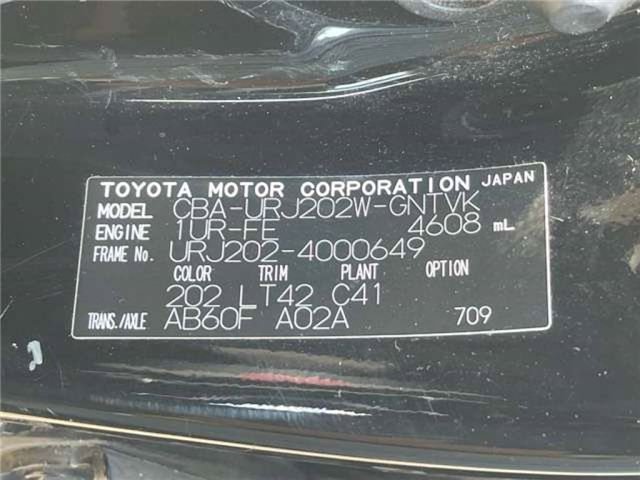 TOYOTA MOTOR CORPORATION JAPAN
MODEL CBA-URJ202W-GNTVK
ENGINE 1UR-FE 4608 mL
FRAME No. URJ202-4000649
COLOR TRIM PLANT OPTION
202 LT42 C41
TRANS./AXLE AB60F A02A 709